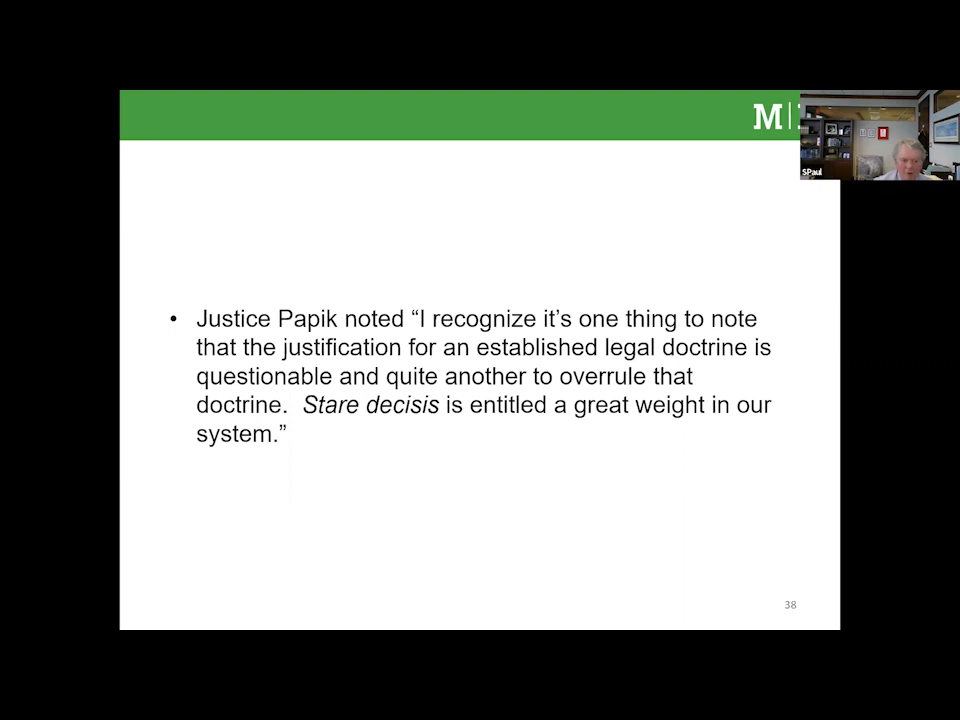 M|
SPaul
• Justice Papik noted “I recognize it’s one thing to note
that the justification for an established legal doctrine is
questionable and quite another to overrule that
doctrine.  Stare decisis is entitled a great weight in our
system.”
38